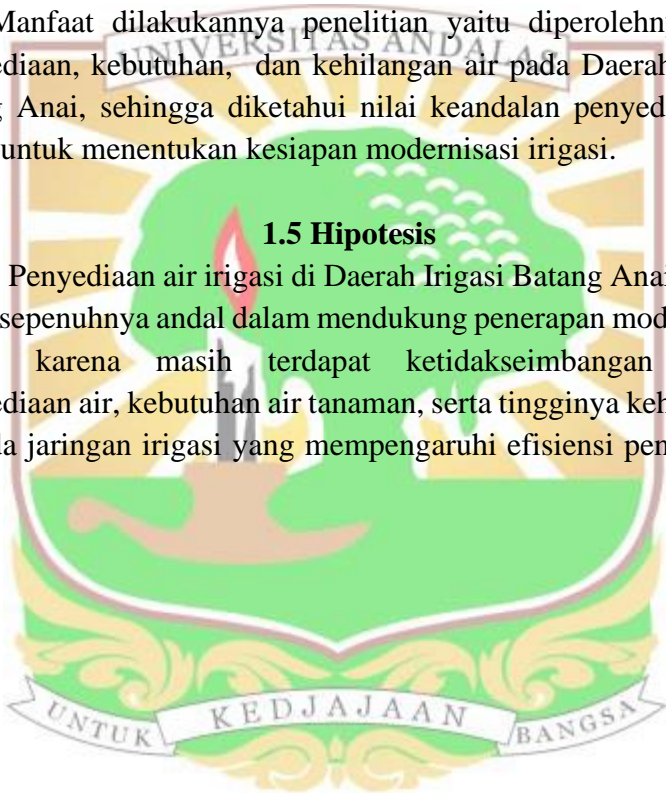 Manfaat dilakukannya penelitian yaitu diperolehn
ediaan, kebutuhan, dan kehilangan air pada Daerah
UNIVERSITAS ANDALAS
g Anai, sehingga diketahui nilai keandalan penyed
untuk menentukan kesiapan modernisasi irigasi.
1.5 Hipotesis
Penyediaan air irigasi di Daerah Irigasi Batang Anai
sepenuhnya andal dalam mendukung penerapan mod
karena masih terdapat ketidakseimbangan
ediaan air, kebutuhan air tanaman, serta tingginya keh
da jaringan irigasi yang mempengaruhi efisiensi pen
UNTUK KEDJAJAAN BANGSA